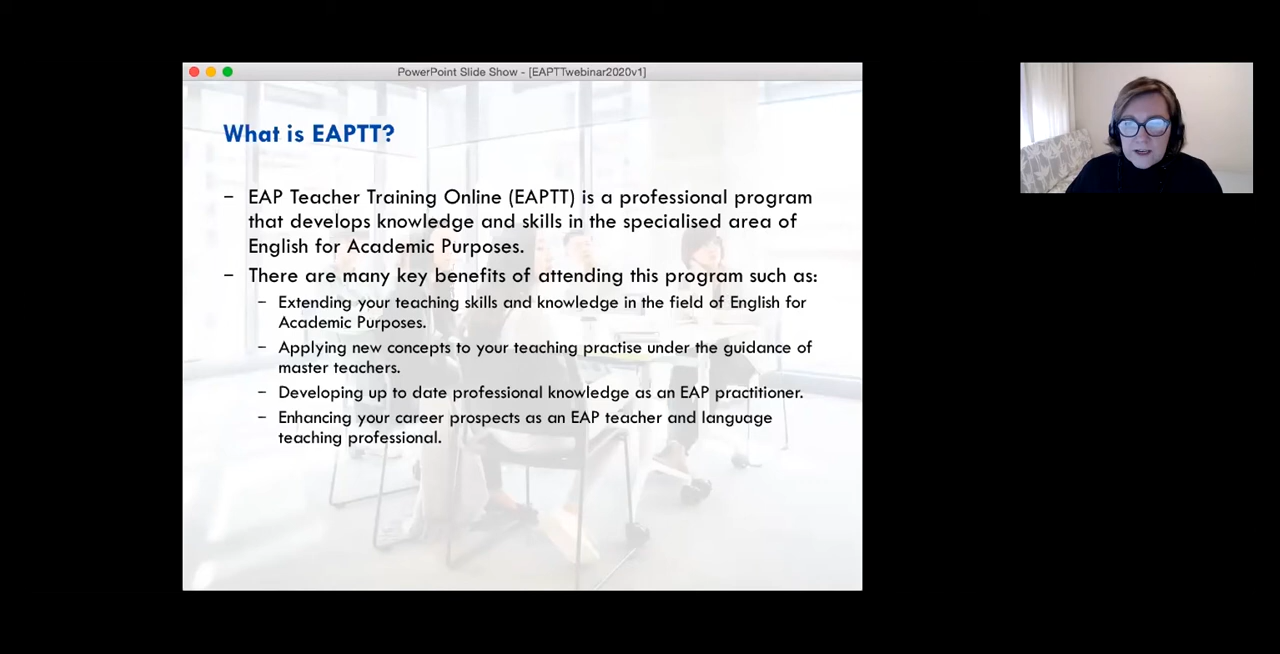 PowerPoint Slide Show - [EAPTTwebinar2020v1]
What is EAPTT?
– EAP Teacher Training Online (EAPTT) is a professional program
that develops knowledge and skills in the specialised area of
English for Academic Purposes.
– There are many key benefits of attending this program such as:
– Extending your teaching skills and knowledge in the field of English for
Academic Purposes.
– Applying new concepts to your teaching practise under the guidance of
master teachers.
– Developing up to date professional knowledge as an EAP practitioner.
– Enhancing your career prospects as an EAP teacher and language
teaching professional.